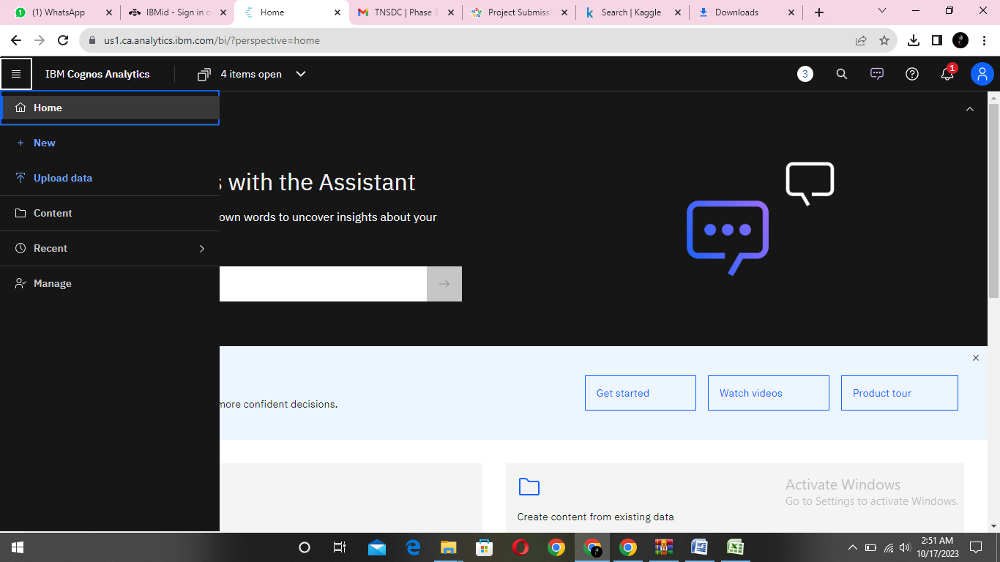 (1) WhatsApp
IBMid - Sign in o
Home
TNSDC | Phase 3
Project Submissi
Search | Kaggle
Downloads
us1.ca.analytics.ibm.com/bi/?perspective=home
IBM Cognos Analytics
4 items open
3
1
Home
New
Upload data
Content
Recent
Manage
s with the Assistant
own words to uncover insights about your
more confident decisions.
Get started
Watch videos
Product tour
Create content from existing data
Activate Windows
Go to Settings to activate Windows.
2:51 AM
10/17/2023